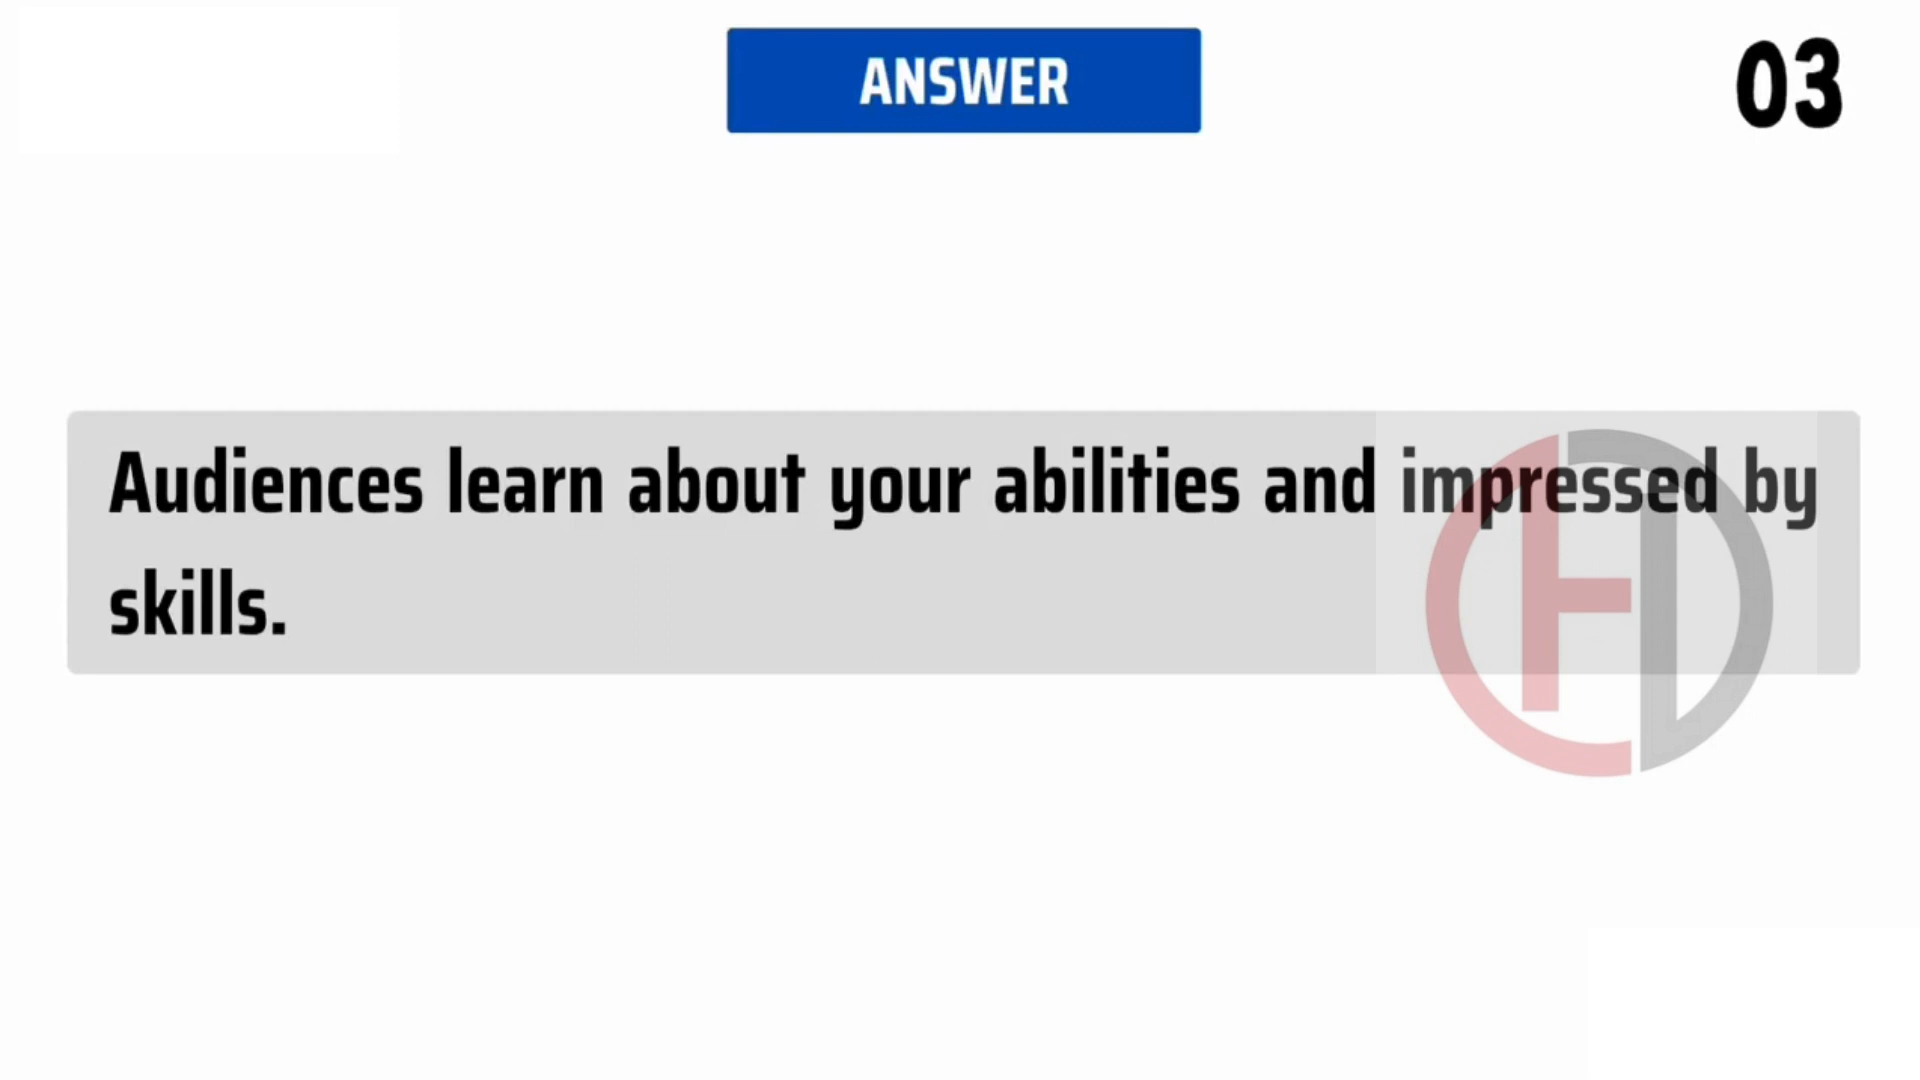 ANSWER
03
Audiences learn about your abilities and impressed by
skills.